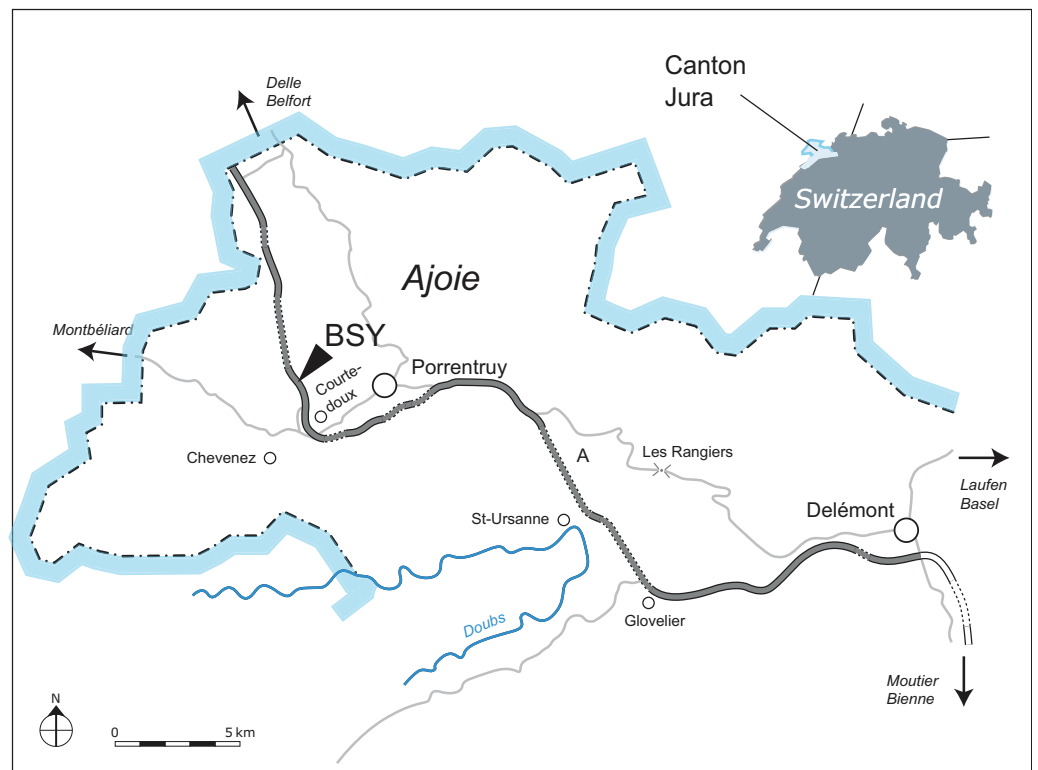 Delle
Belfort
Canton
Jura
Switzerland
Ajoie
Montbéliard
BSY
Courte-
doux
Porrentruy
Chevenez
A
Les Rangiers
Laufen
Basel
Delémont
St-Ursanne
Doubs
Glovelier
Moutier
Bienne
N
0 5 km